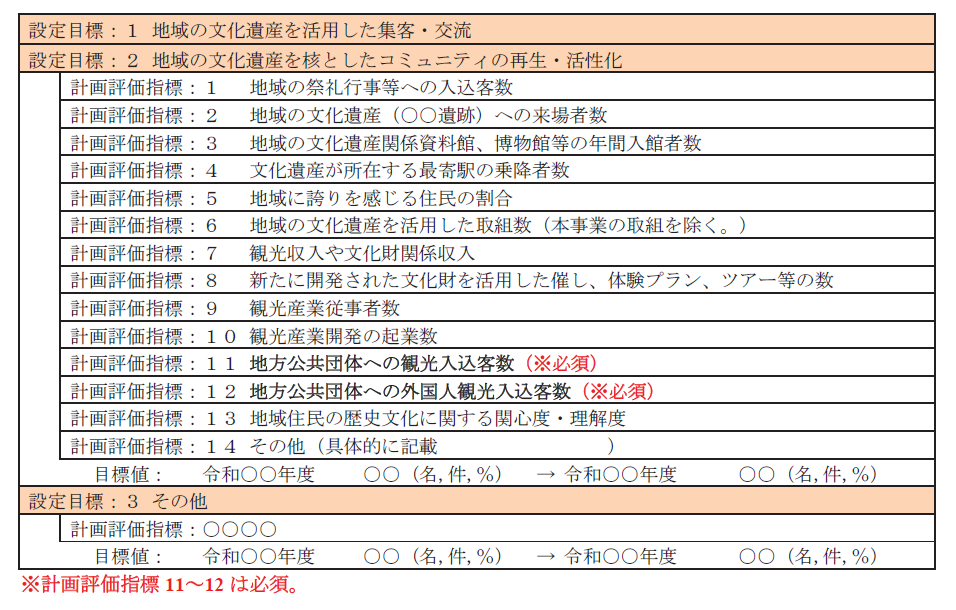 設定目標：１ 地域の文化遺産を活用した集客・交流
設定目標：２ 地域の文化遺産を核としたコミュニティの再生・活性化
計画評価指標：１ 地域の祭礼行事等への入込客数
計画評価指標：２ 地域の文化遺産（○○遺跡）への来場者数
計画評価指標：３ 地域の文化遺産関係資料館、博物館等の年間入館者数
計画評価指標：４ 文化遺産が所在する最寄駅の乗降者数
計画評価指標：５ 地域に誇りを感じる住民の割合
計画評価指標：６ 地域の文化遺産を活用した取組数（本事業の取組を除く。）
計画評価指標：７ 観光収入や文化財関係収入
計画評価指標：８ 新たに開発された文化財を活用した催し、体験プラン、ツアー等の数
計画評価指標：９ 観光産業従事者数
計画評価指標：１０ 観光産業開発の起業数
計画評価指標：１１ 地方公共団体への観光入込客数（※必須）
計画評価指標：１２ 地方公共団体への外国人観光入込客数（※必須）
計画評価指標：１３ 地域住民の歴史文化に関する関心度・理解度
計画評価指標：１４ その他（具体的に記載　　　　　　　　　）
目標値： 令和○○年度 ○○（名,件,％） → 令和○○年度 ○○（名,件,％）
設定目標：３ その他
計画評価指標：○○○○
目標値： 令和○○年度 ○○（名,件,％） → 令和○○年度 ○○（名,件,％）
※計画評価指標 11～12 は必須。